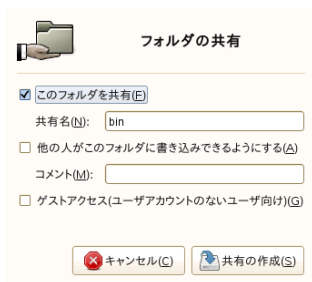 フォルダの共有
このフォルダを共有(F)
共有名(N): bin
他の人がこのフォルダに書き込みできるようにする(A)
コメント(M):
ゲストアクセス(ユーザアカウントのないユーザ向け)(G)
キャンセル(C) 共有の作成(S)